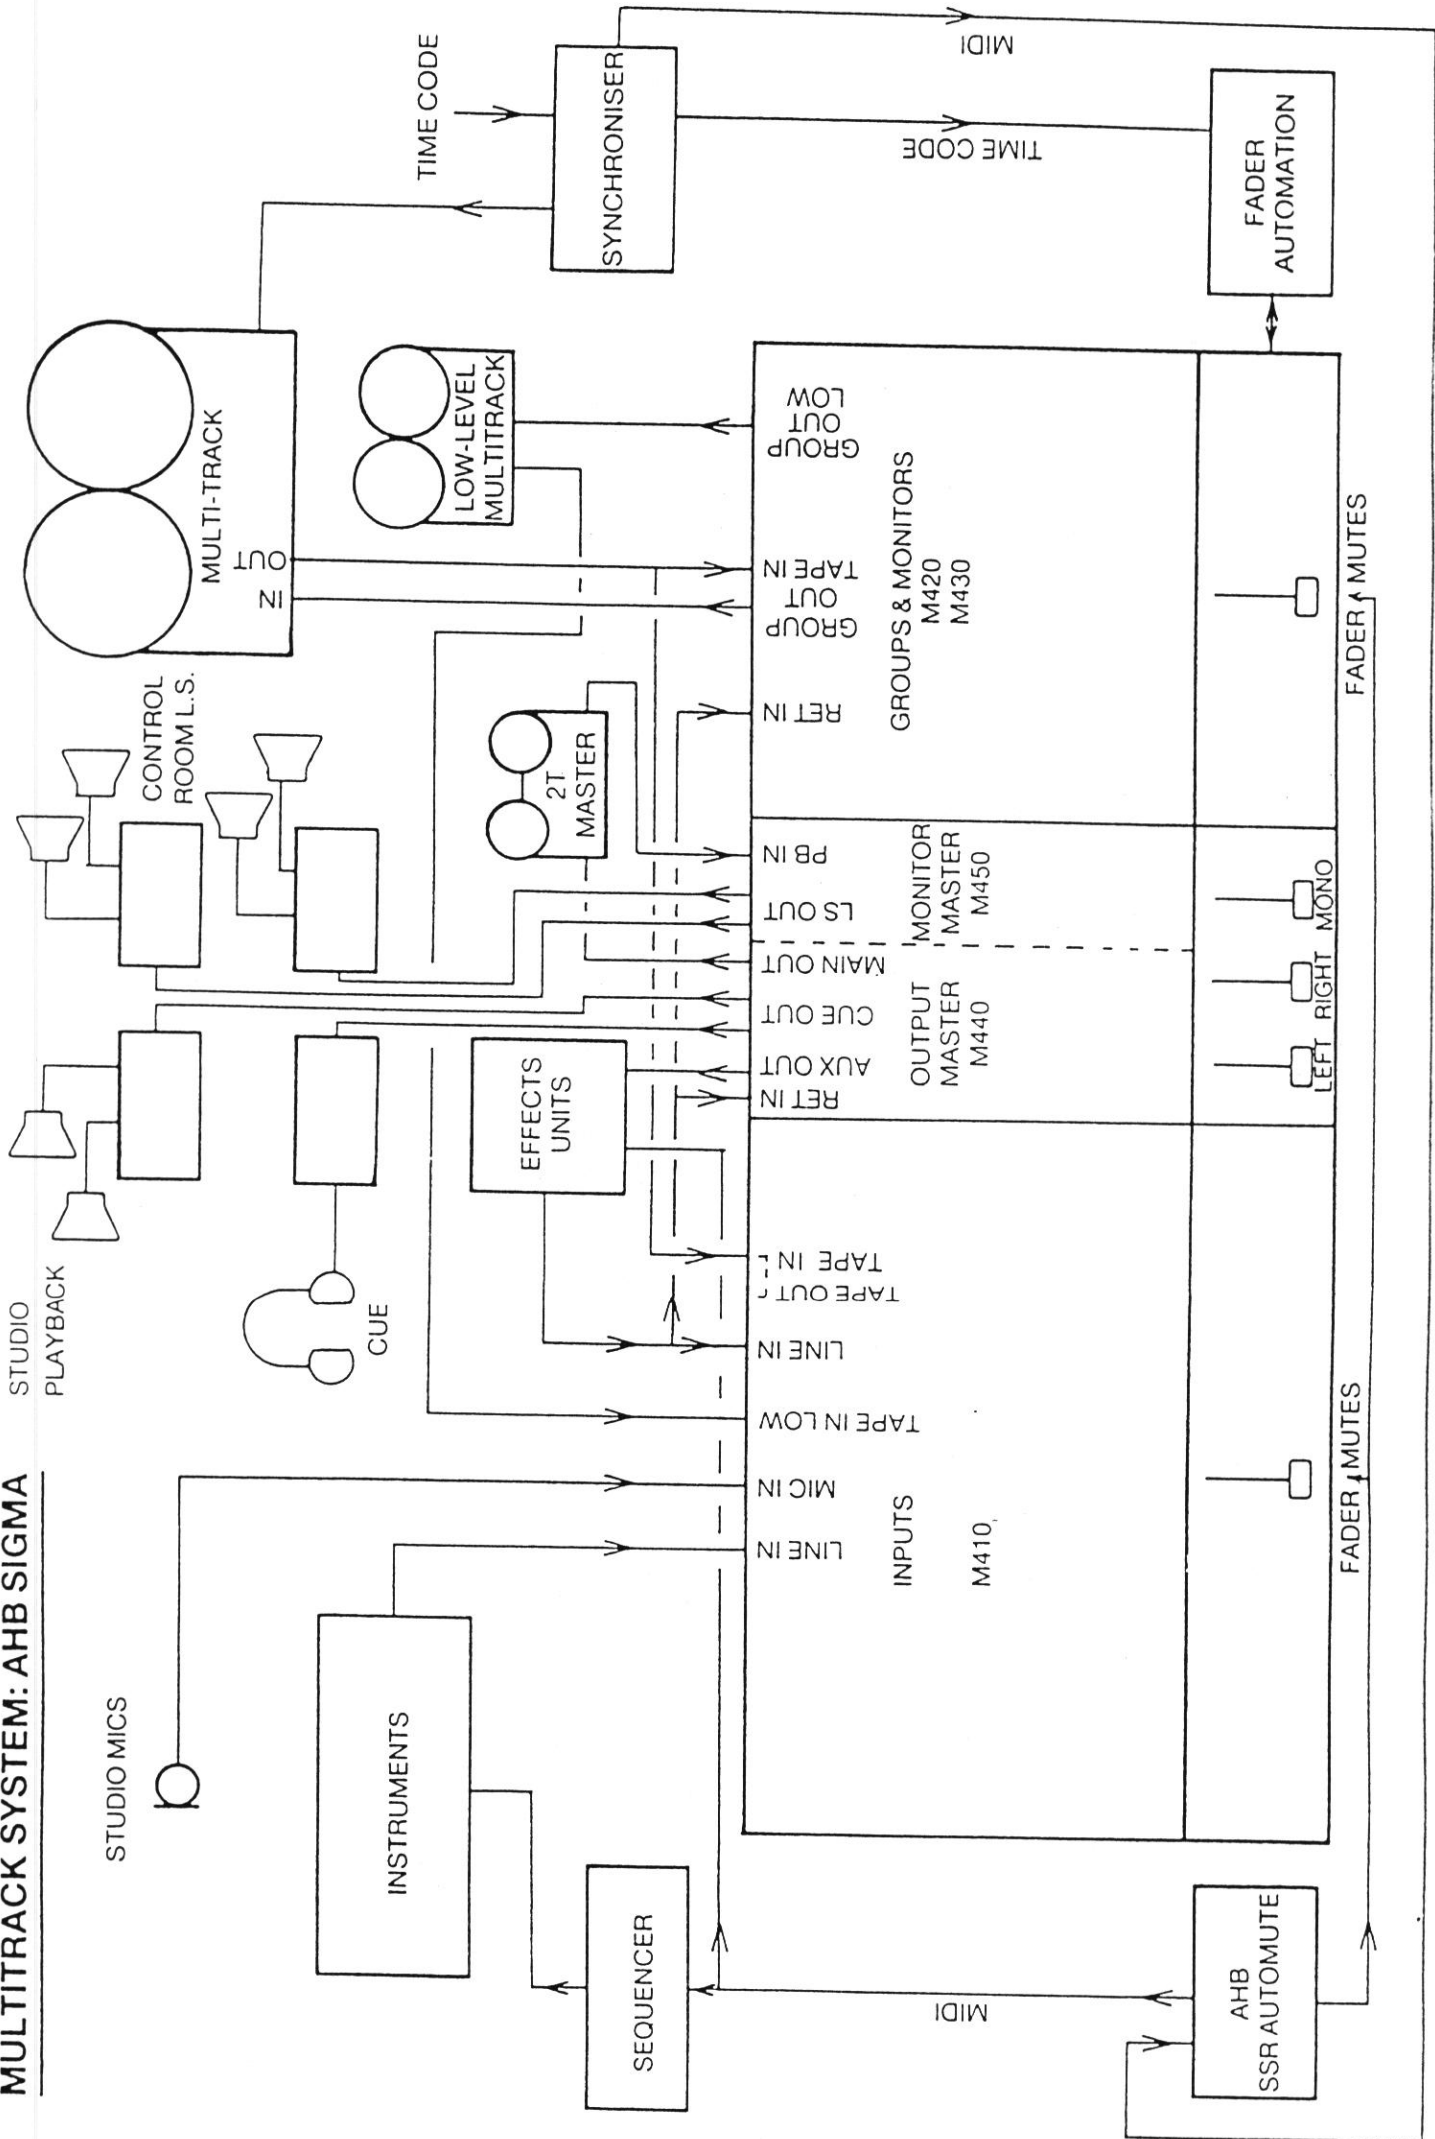 MULTITRACK SYSTEM: AHB SIGMA
STUDIO MICS
STUDIO
PLAYBACK
CONTROL
ROOM L.S.
MULTI-TRACK
IN
OUT
TIME CODE
CUE
INSTRUMENTS
EFFECTS
UNITS
2T
MASTER
LOW-LEVEL
MULTITRACK
SYNCHRONISER
SEQUENCER
MIDI
TIME CODE
MIDI
LINE IN
MIC IN
TAPE IN LOW
LINE IN
TAPE OUT
TAPE IN
RET IN
AUX OUT
CUE OUT
MAIN OUT
LS OUT
PB IN
RET IN
GROUP
OUT
TAPE IN
GROUP
OUT
LOW
INPUTS
M410
OUTPUT
MASTER
M440
MONITOR
MASTER
M450
GROUPS & MONITORS
M420
M430
AHB
SSR AUTOMUTE
FADER
AUTOMATION
LEFT
RIGHT
MONO
FADER MUTES
FADER MUTES